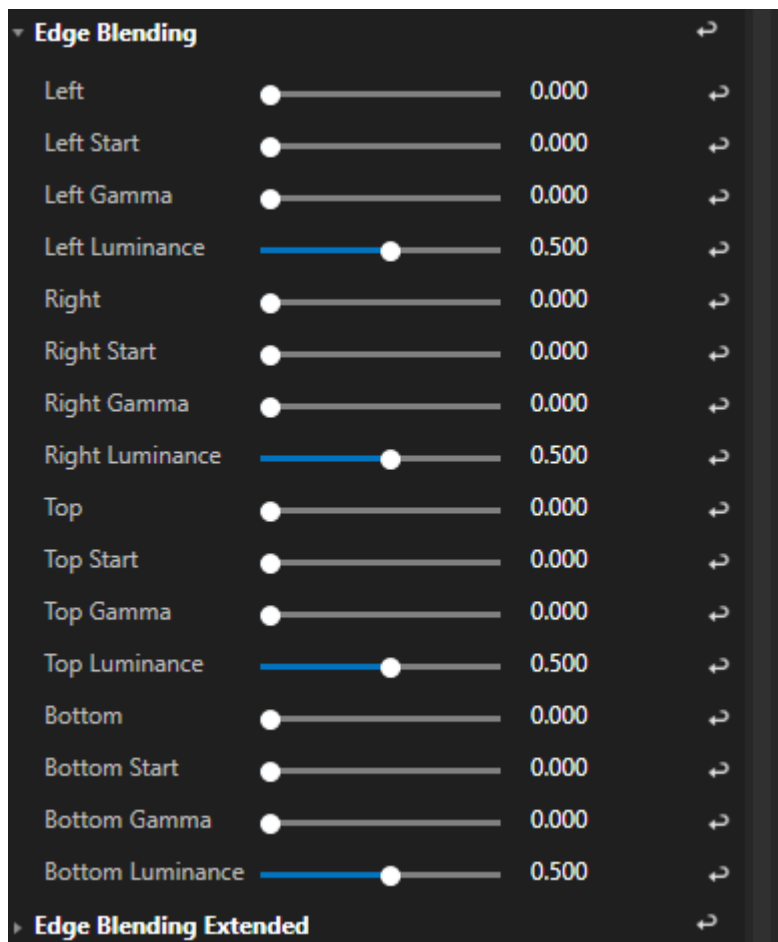 Edge Blending
Left 0.000
Left Start 0.000
Left Gamma 0.000
Left Luminance 0.500
Right 0.000
Right Start 0.000
Right Gamma 0.000
Right Luminance 0.500
Top 0.000
Top Start 0.000
Top Gamma 0.000
Top Luminance 0.500
Bottom 0.000
Bottom Start 0.000
Bottom Gamma 0.000
Bottom Luminance 0.500
Edge Blending Extended